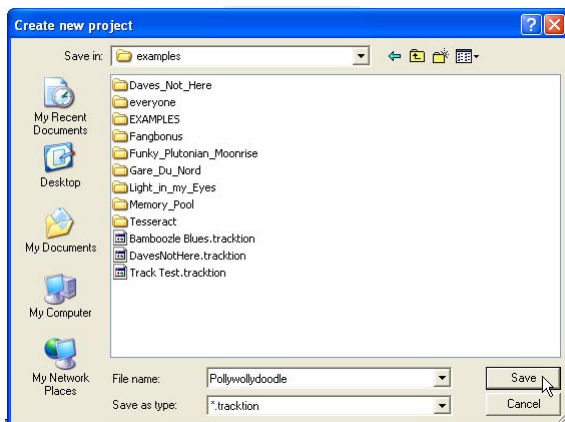 Create new project
Save in:
examples
My Recent
Documents
Desktop
My Documents
My Computer
My Network
Places
Daves_Not_Here
everyone
EXAMPLES
Fangbonus
Funky_Plutonian_Moonrise
Gare_Du_Nord
Light_in_my_Eyes
Memory_Pool
Tesseract
Bamboozle Blues.tracktion
DavesNotHere.tracktion
Track Test.tracktion
File name:
Pollywollydoodle
Save
Save as type:
*.tracktion
Cancel